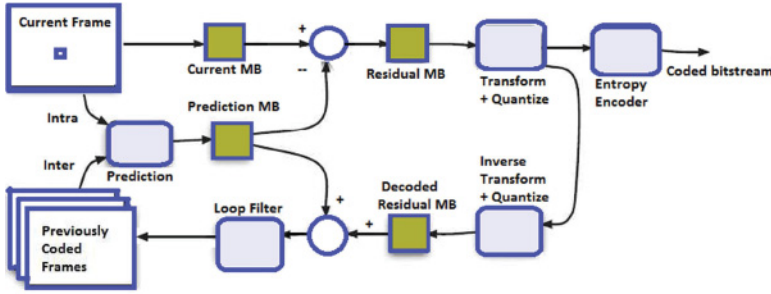 Current Frame
Current MB
+
--
Residual MB
Transform
+ Quantize
Entropy
Encoder
Coded bitstream
Intra
Prediction MB
Inter
Prediction
Inverse
Transform
+ Quantize
Decoded
Residual MB
+
+
Loop Filter
Previously
Coded
Frames